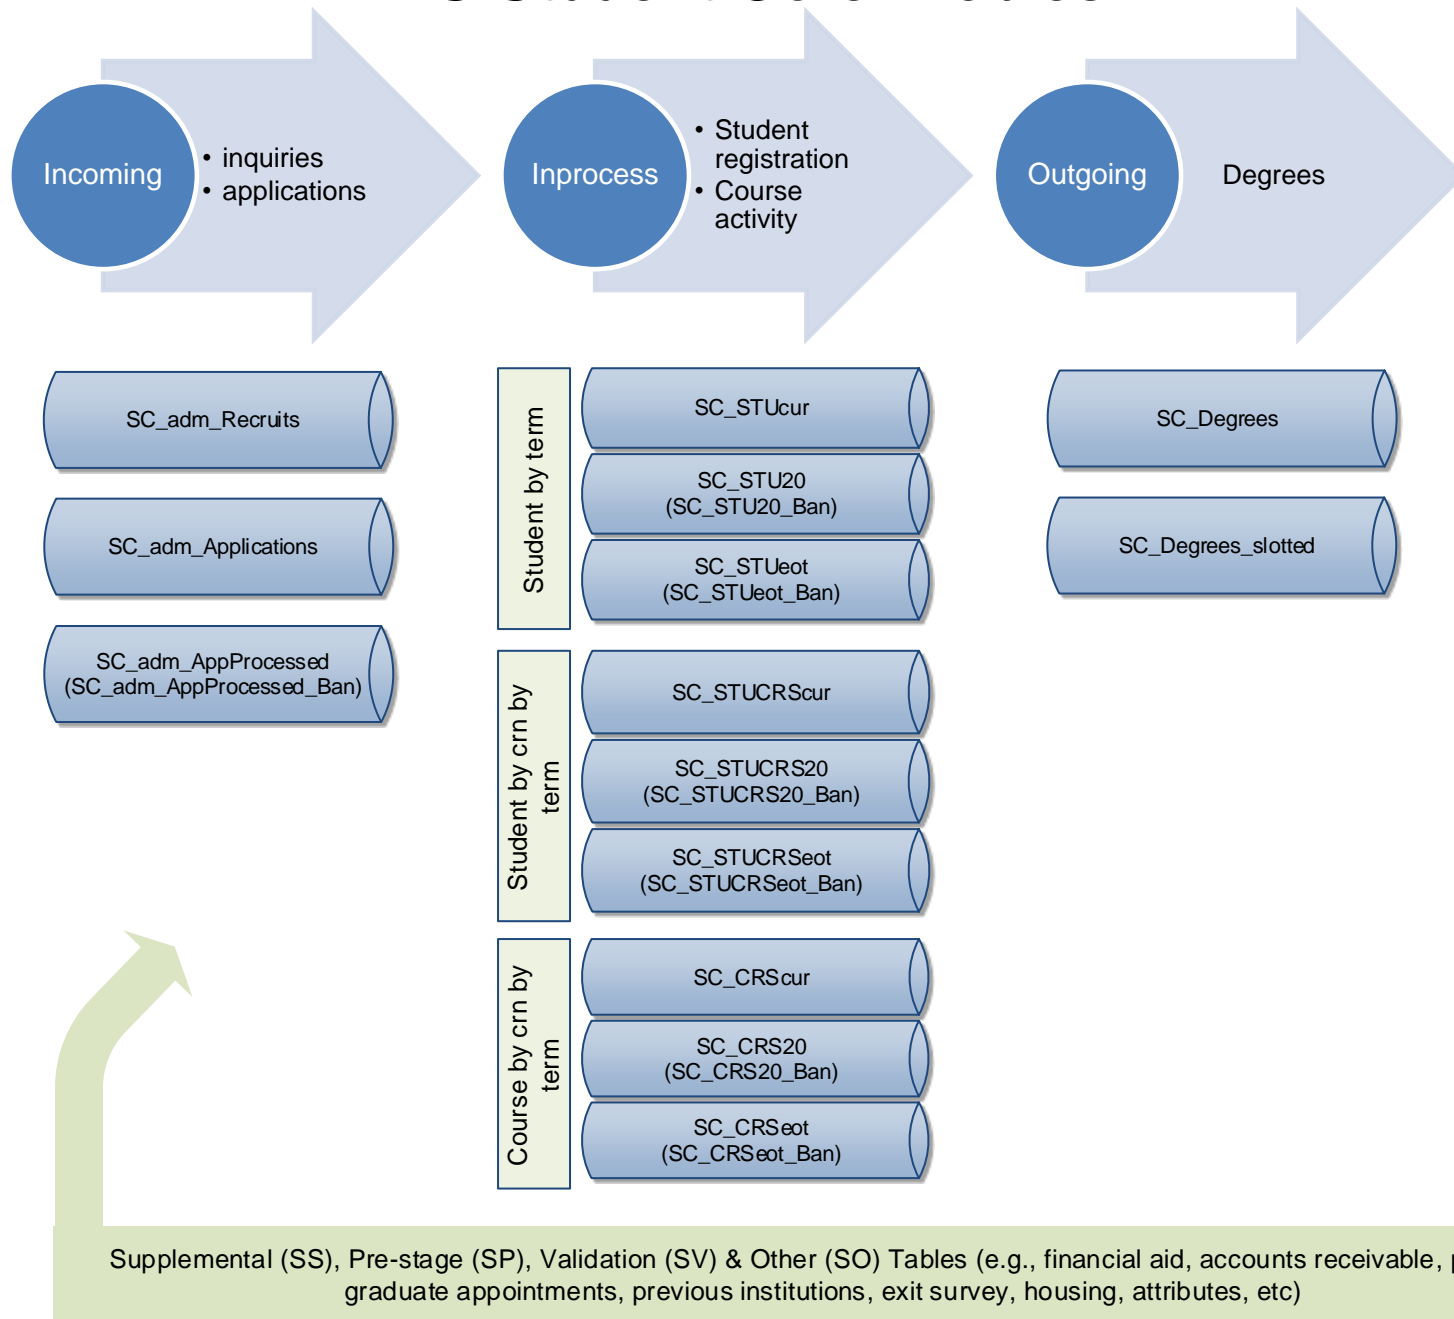 Incoming
• inquiries
• applications
Inprocess
• Student
registration
• Course
activity
Outgoing
Degrees
SC_adm_Recruits
SC_adm_Applications
SC_adm_AppProcessed
(SC_adm_AppProcessed_Ban)
Student by term
SC_STUcur
SC_STU20
(SC_STU20_Ban)
SC_STUeot
(SC_STUeot_Ban)
Student by crn by
term
SC_STUCRScur
SC_STUCRS20
(SC_STUCRS20_Ban)
SC_STUCRSeot
(SC_STUCRSeot_Ban)
Course by crn by
term
SC_CRScur
SC_CRS20
(SC_CRS20_Ban)
SC_CRSeot
(SC_CRSeot_Ban)
SC_Degrees
SC_Degrees_slotted
Supplemental (SS), Pre-stage (SP), Validation (SV) & Other (SO) Tables (e.g., financial aid, accounts receivable,
graduate appointments, previous institutions, exit survey, housing, attributes, etc)